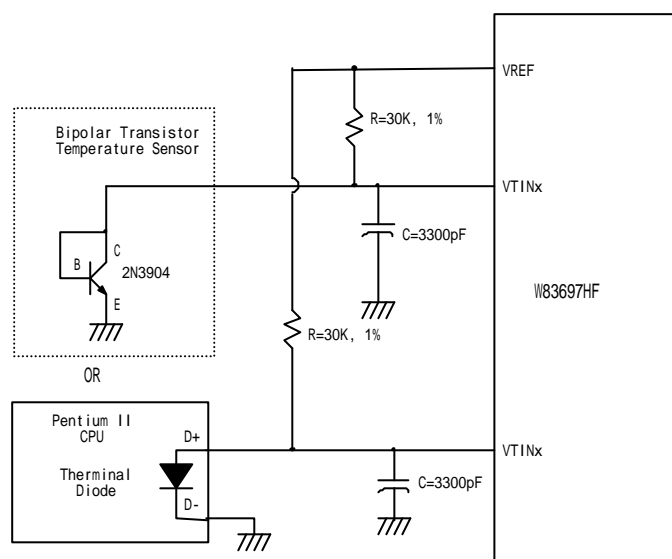 VREF
R=30K, 1%
Bipolar Transistor
Temperature Sensor
VTINx
C=3300pF
C
B
2N3904
E
W83697HF
R=30K, 1%
OR
Pentium II
CPU
D+
VTINx
Therminal
Diode
C=3300pF
D-